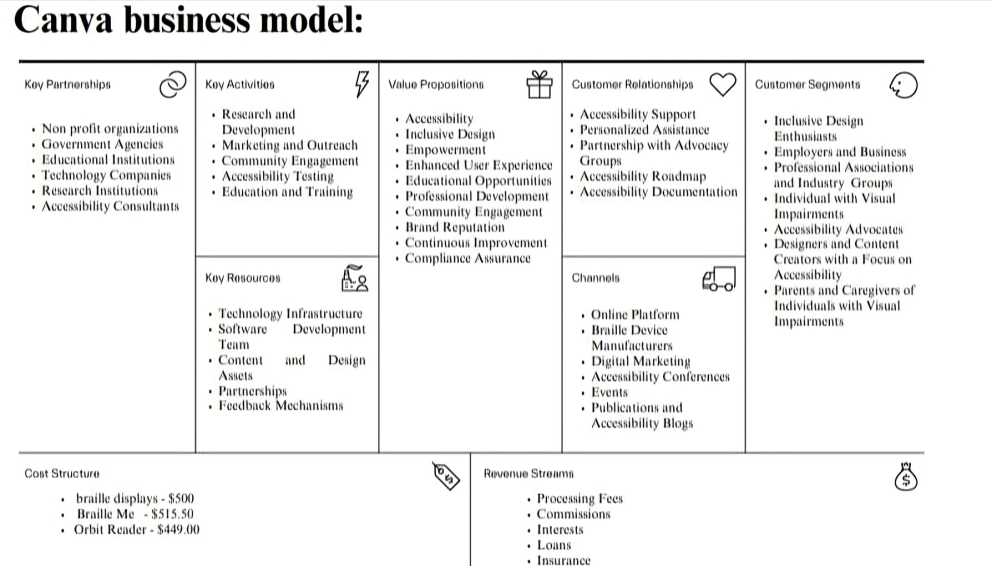 Canva business model:
Key Partnerships
• Non profit organizations
• Government Agencies
• Educational Institutions
• Technology Companies
• Research Institutions
• Accessibility Consultants
Key Activities
• Research and
Development
• Marketing and Outreach
• Community Engagement
• Accessibility Testing
• Education and Training
Key Resources
• Technology Infrastructure
• Software Development
Team
• Content and Design
Assets
• Partnerships
• Feedback Mechanisms
Value Propositions
• Accessibility
• Inclusive Design
• Empowerment
• Enhanced User Experience
• Educational Opportunities
• Professional Development
• Community Engagement
• Brand Reputation
• Continuous Improvement
• Compliance Assurance
Customer Relationships
• Accessibility Support
• Personalized Assistance
• Partnership with Advocacy
Groups
• Accessibility Roadmap
• Accessibility Documentation
Channels
• Online Platform
• Braille Device
Manufacturers
• Digital Marketing
• Accessibility Conferences
• Events
• Publications and
Accessibility Blogs
Customer Segments
• Inclusive Design
Enthusiasts
• Employers and Business
• Professional Associations
and Industry Groups
• Individual with Visual
Impairments
• Accessibility Advocates
• Designers and Content
Creators with a Focus on
Accessibility
• Parents and Caregivers of
Individuals with Visual
Impairments
Cost Structure
• braille displays - $500
• Braille Me - $515.50
• Orbit Reader - $449.00
Revenue Streams
• Processing Fees
• Commissions
• Interests
• Loans
• Insurance